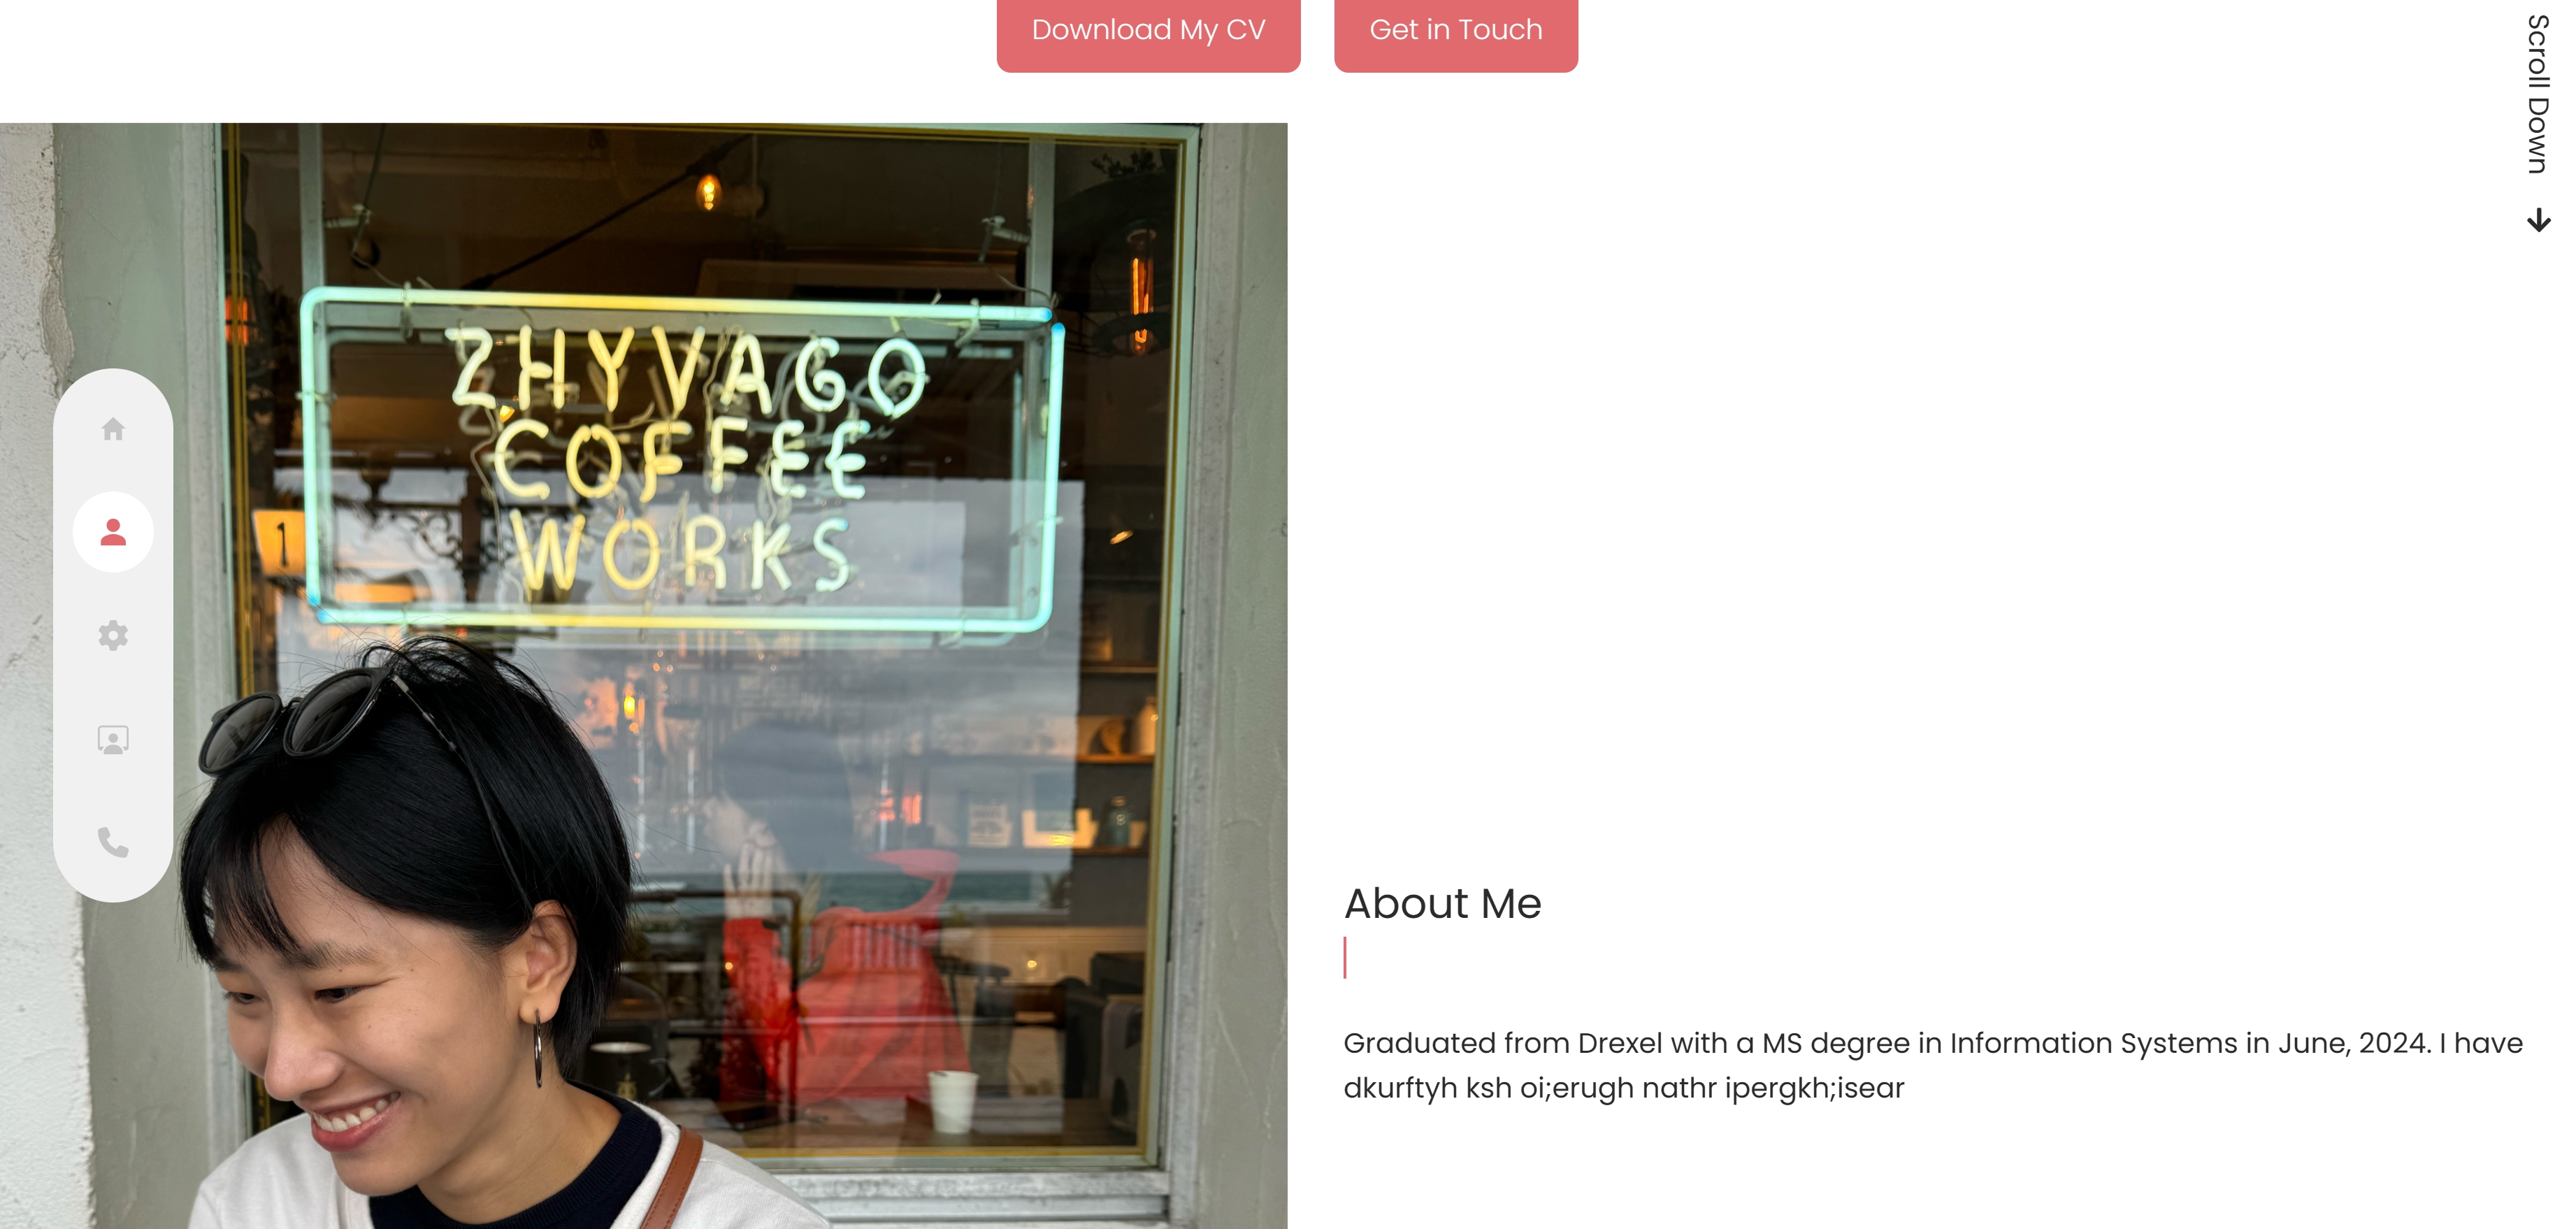 Download My CV
Get in Touch
Scroll Down
ZHYVAGO
COFFEE
WORKS
1
About Me
Graduated from Drexel with a MS degree in Information Systems in June, 2024. I have
dkurftyh ksh oi;erugh nathr ipergkh;isear